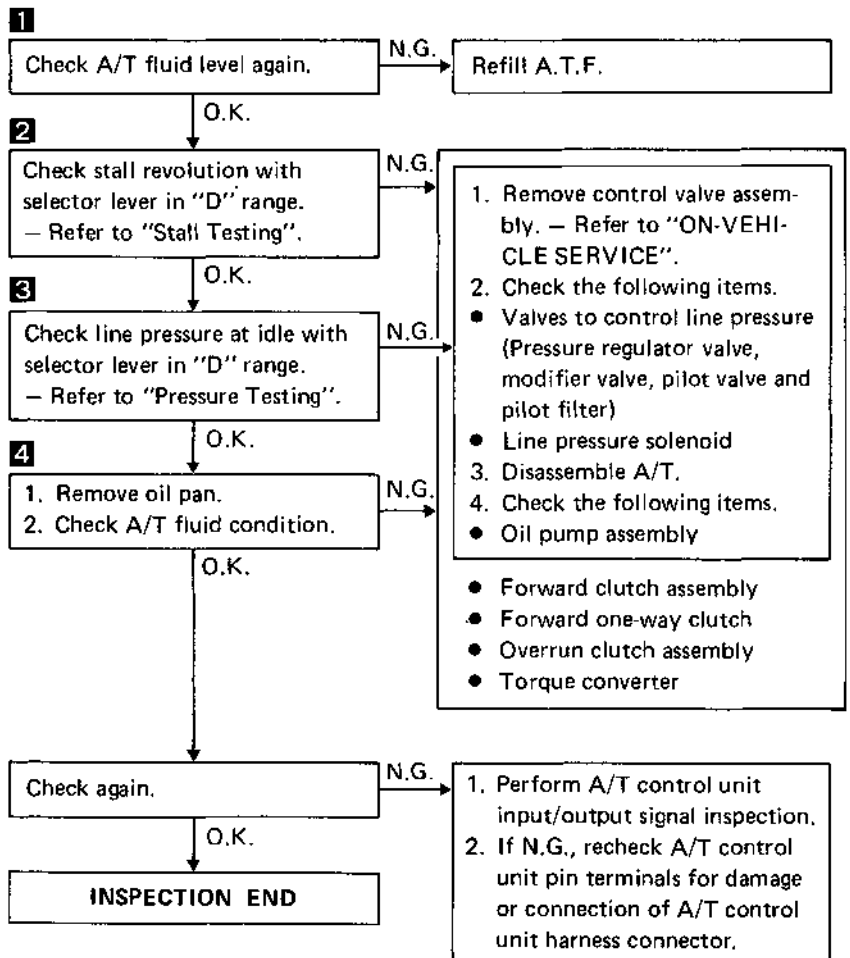 1
Check A/T fluid level again.
N.G.
Refill A.T.F.
O.K.
2
Check stall revolution with
selector lever in "D" range.
— Refer to "Stall Testing".
N.G.
O.K.
3
Check line pressure at idle with
selector lever in "D" range.
— Refer to "Pressure Testing".
N.G.
O.K.
4
1. Remove oil pan.
2. Check A/T fluid condition.
N.G.
O.K.
1. Remove control valve assem-
bly. — Refer to "ON-VEHI-
CLE SERVICE".
2. Check the following items.
● Valves to control line pressure
(Pressure regulator valve,
modifier valve, pilot valve and
pilot filter)
● Line pressure solenoid
3. Disassemble A/T.
4. Check the following items.
● Oil pump assembly
● Forward clutch assembly
● Forward one-way clutch
● Overrun clutch assembly
● Torque converter
Check again.
N.G.
O.K.
1. Perform A/T control unit
input/output signal inspection.
2. If N.G., recheck A/T control
unit pin terminals for damage
or connection of A/T control
unit harness connector.
INSPECTION END